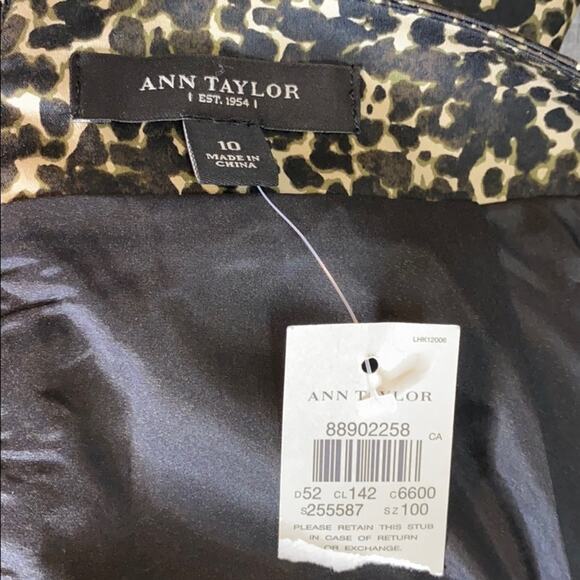 ANN TAYLOR
EST. 1954
10
MADE IN
CHINA
LHK12006
ANN TAYLOR
88902258
CA
D52 CL142 C6600
S255587 SZ100
PLEASE RETAIN THIS STUB
IN CASE OF RETURN
OR EXCHANGE.